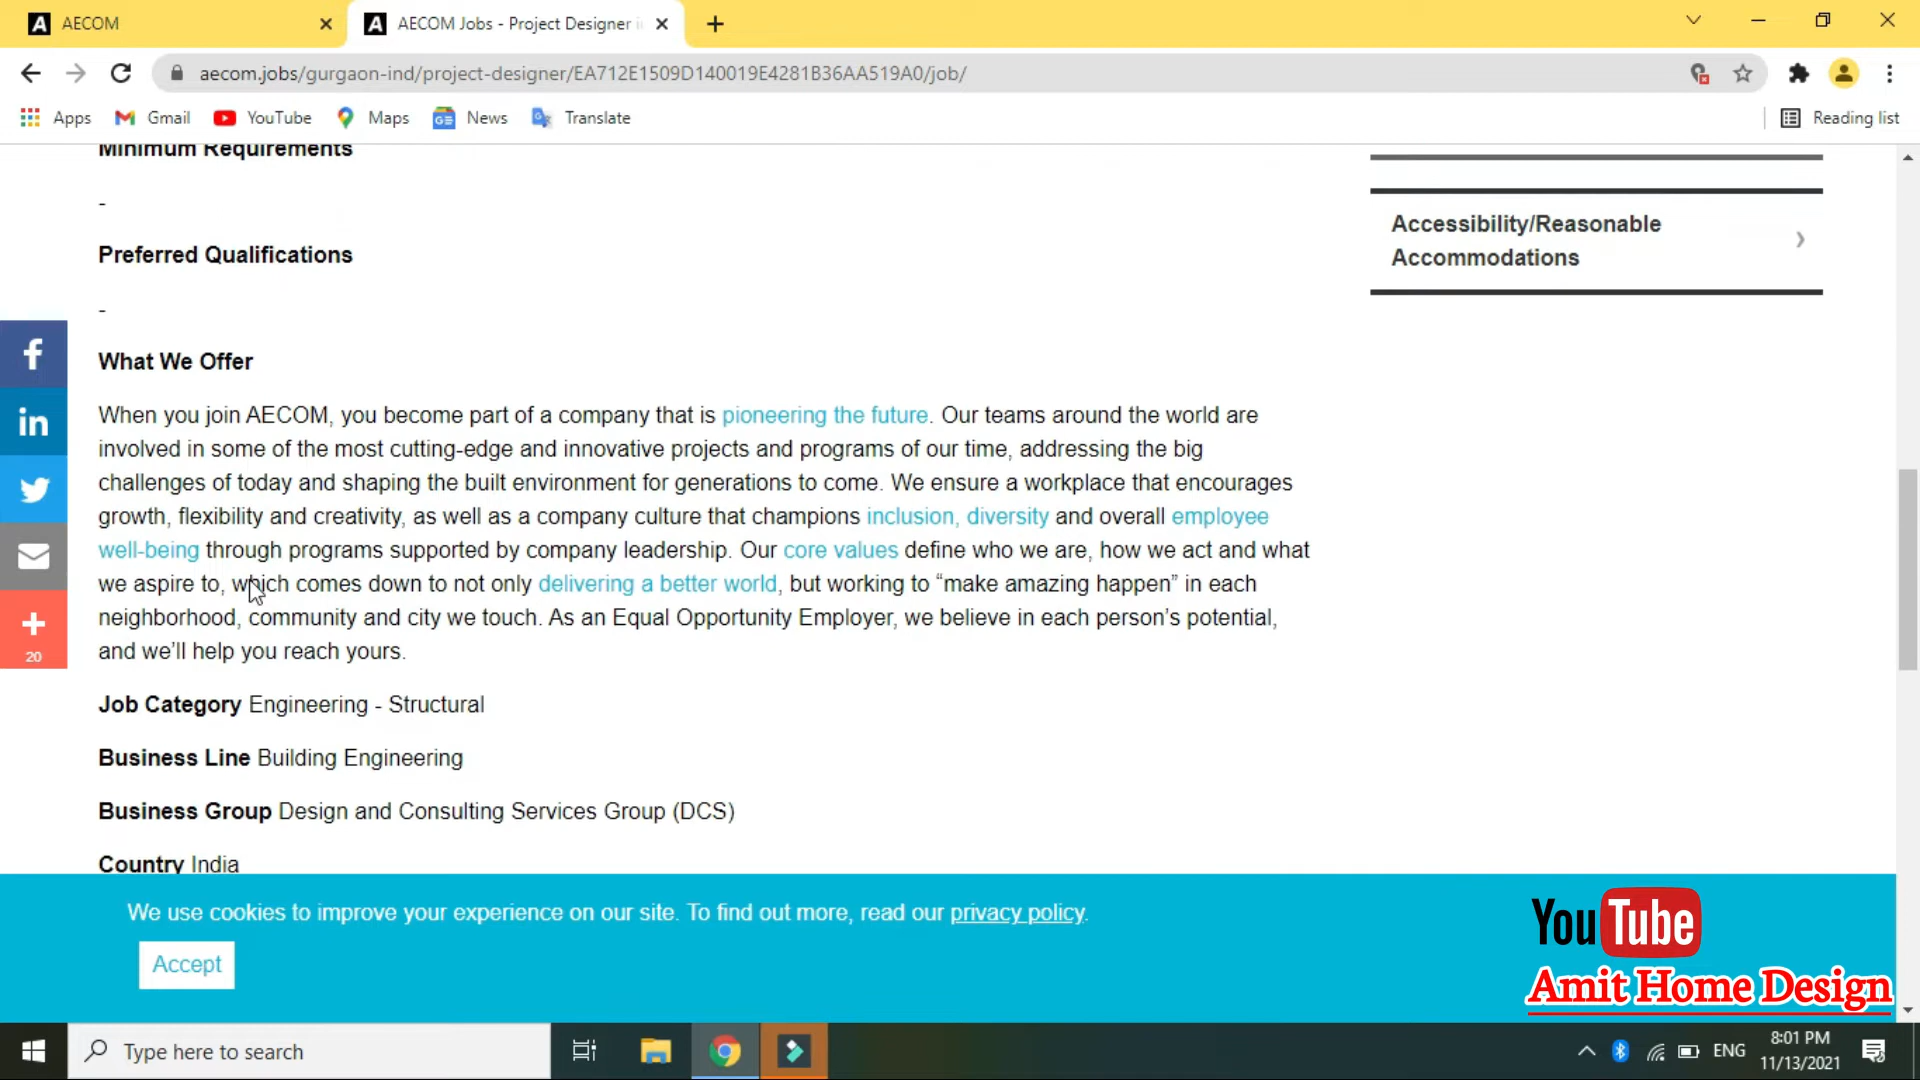 AECOM
AECOM Jobs - Project Designer i
aecom.jobs/gurgaon-ind/project-designer/EA712E1509D140019E4281B36AA519A0/job/
Apps
Gmail
YouTube
Maps
News
Translate
Reading list
Minimum Requirements
-
Preferred Qualifications
-
What We Offer
When you join AECOM, you become part of a company that is pioneering the future. Our teams around the world are
involved in some of the most cutting-edge and innovative projects and programs of our time, addressing the big
challenges of today and shaping the built environment for generations to come. We ensure a workplace that encourages
growth, flexibility and creativity, as well as a company culture that champions inclusion, diversity and overall employee
well-being through programs supported by company leadership. Our core values define who we are, how we act and what
we aspire to, which comes down to not only delivering a better world, but working to “make amazing happen” in each
neighborhood, community and city we touch. As an Equal Opportunity Employer, we believe in each person’s potential,
and we’ll help you reach yours.
Job Category Engineering - Structural
Business Line Building Engineering
Business Group Design and Consulting Services Group (DCS)
Country India
Accessibility/Reasonable
Accommodations
f
in
20
We use cookies to improve your experience on our site. To find out more, read our privacy policy.
Accept
YouTube
Amit Home Design
Type here to search
ENG
8:01 PM
11/13/2021